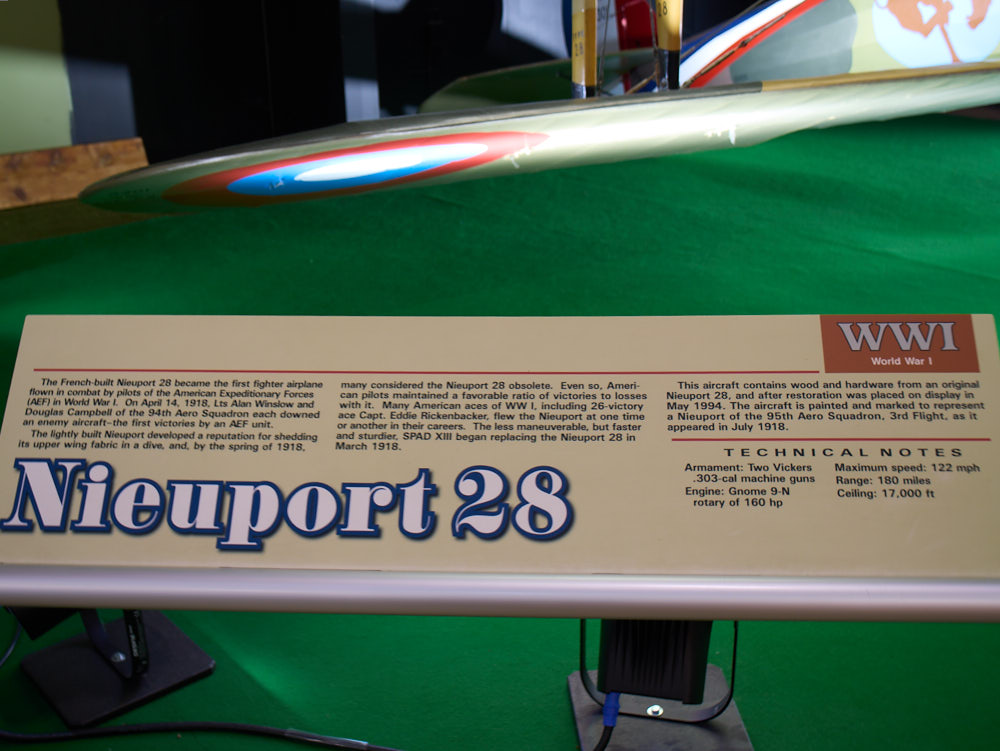 28
28
WWI
World War I
The French-built Nieuport 28 became the first fighter airplane
flown in combat by pilots of the American Expeditionary Forces
(AEF) in World War I. On April 14, 1918, Lts Alan Winslow and
Douglas Campbell of the 94th Aero Squadron each downed
an enemy aircraft–the first victories by an AEF unit.
The lightly built Nieuport developed a reputation for shedding
its upper wing fabric in a dive, and, by the spring of 1918,
many considered the Nieuport 28 obsolete. Even so, Ameri-
can pilots maintained a favorable ratio of victories to losses
with it. Many American aces of WW I, including 26-victory
ace Capt. Eddie Rickenbacker, flew the Nieuport at one time
or another in their careers. The less maneuverable, but faster
and sturdier, SPAD XIII began replacing the Nieuport 28 in
March 1918.
This aircraft contains wood and hardware from an original
Nieuport 28, and after restoration was placed on display in
May 1994. The aircraft is painted and marked to represent
a Nieuport of the 95th Aero Squadron, 3rd Flight, as it
appeared in July 1918.
TECHNICAL NOTES
Armament: Two Vickers
.303-cal machine guns
Engine: Gnome 9-N
rotary of 160 hp
Maximum speed: 122 mph
Range: 180 miles
Ceiling: 17,000 ft
Nieuport 28